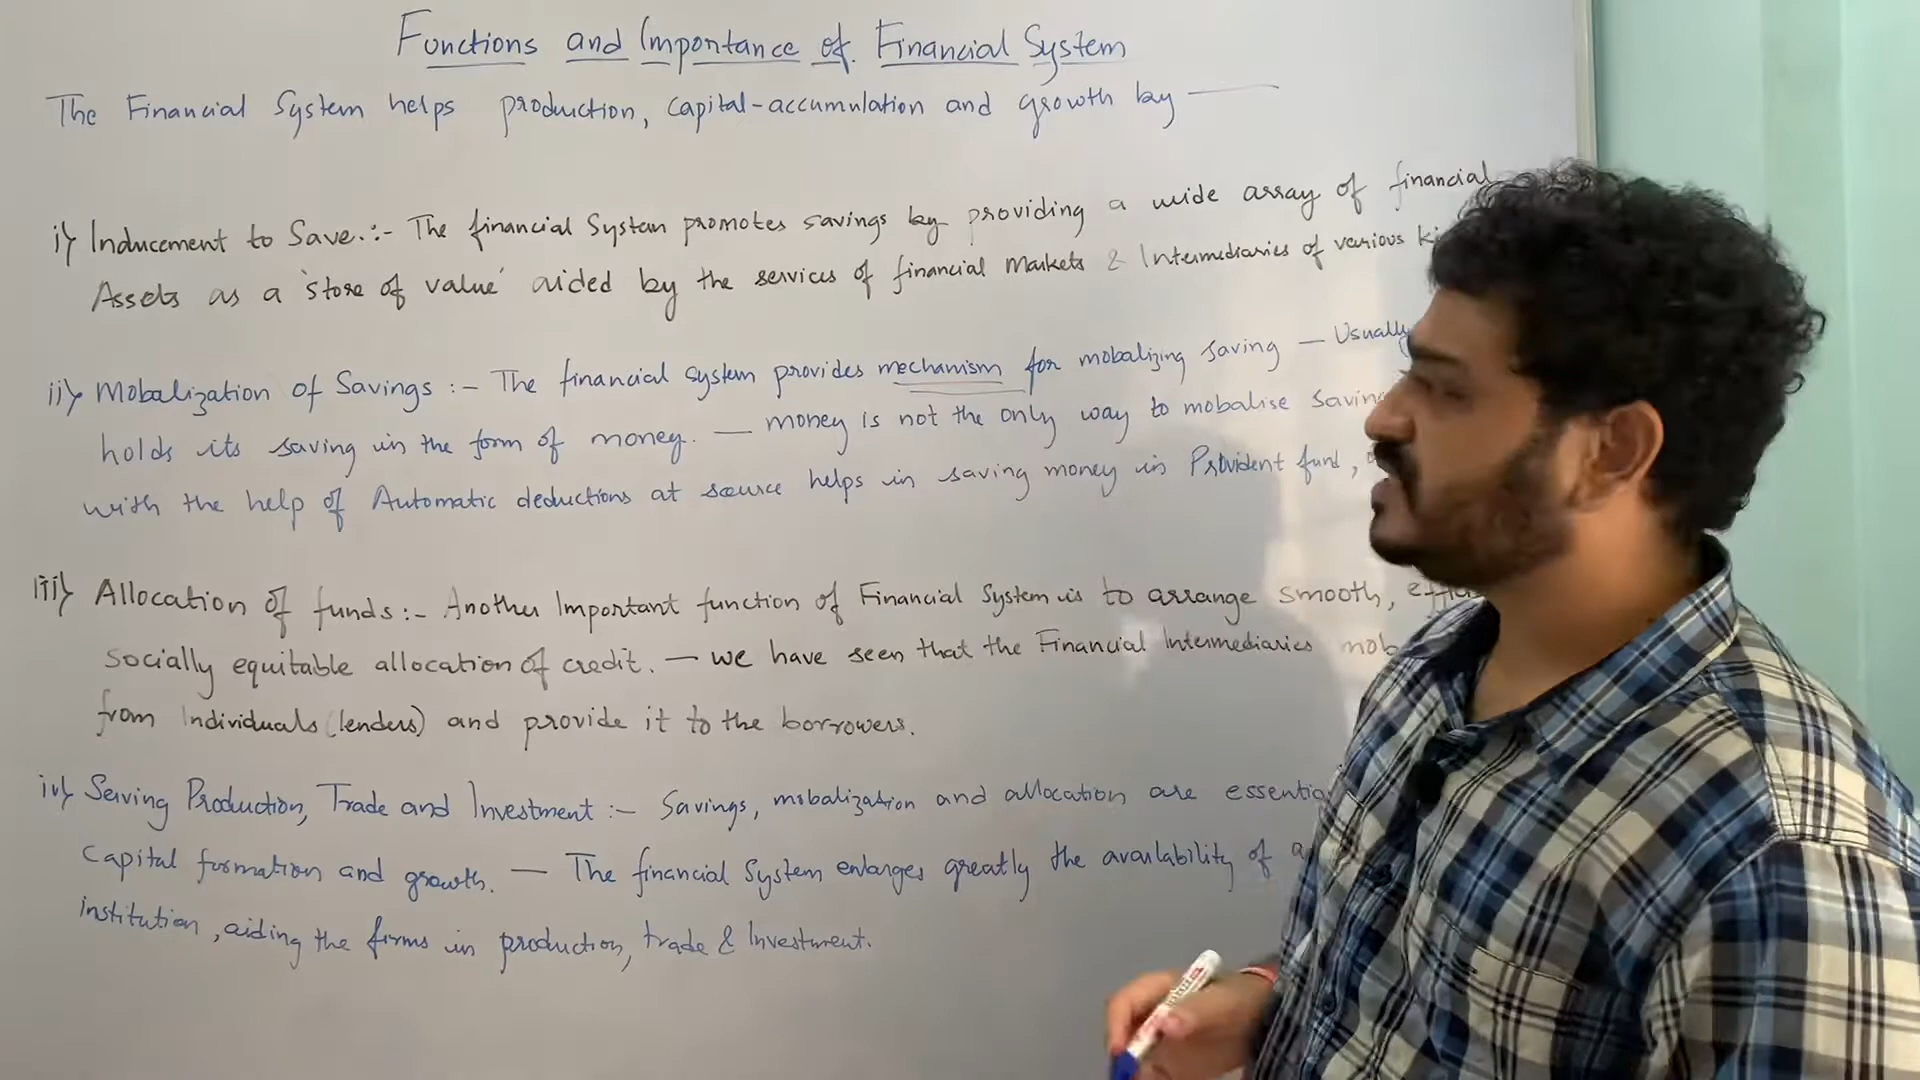 Functions and Importance of Financial System
The Financial System helps production, capital-accumulation and growth by —
i} Inducement to Save :- The financial System promotes savings by providing a wide array of financial
Assets as a 'store of value' aided by the services of financial Markets & Intermediaries of various
ii} Mobalization of Savings :- The financial system provides mechanism for mobalizing saving — Usually
holds its saving in the form of money. — money is not the only way to mobalise
with the help of Automatic deductions at source helps in saving money in Provident fund,
iii} Allocation of funds :- Another Important function of Financial System is to arrange smooth,
socially equitable allocation of credit. — we have seen that the Financial Intermediaries
from Individuals (lenders) and provide it to the borrowers.
iv} Serving Production, Trade and Investment :- Savings, mobalization and allocation are
Capital formation and growth. — The financial System enlarges greatly the availability of
institution, aiding the firms in production, trade & Investment.